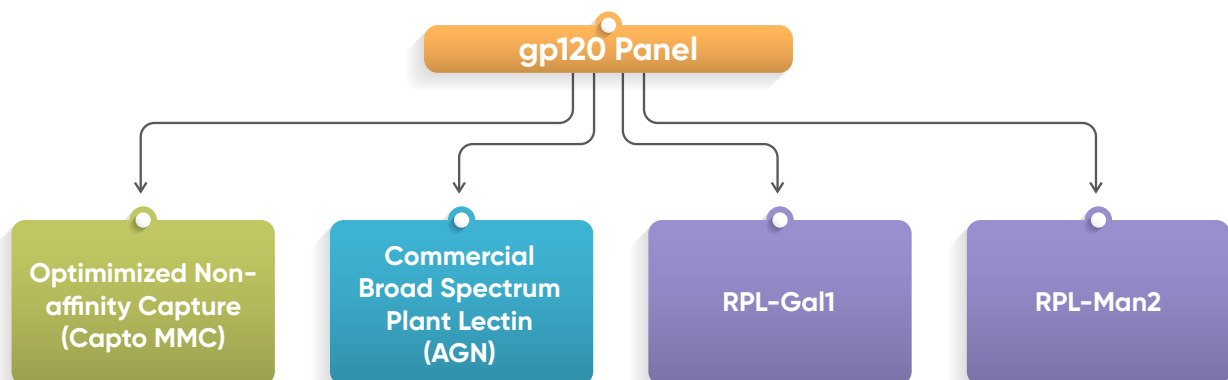 gp120 Panel
Optimimized Non-
affinity Capture
(Capto MMC)
Commercial
Broad Spectrum
Plant Lectin
(AGN)
RPL-Gal1
RPL-Man2